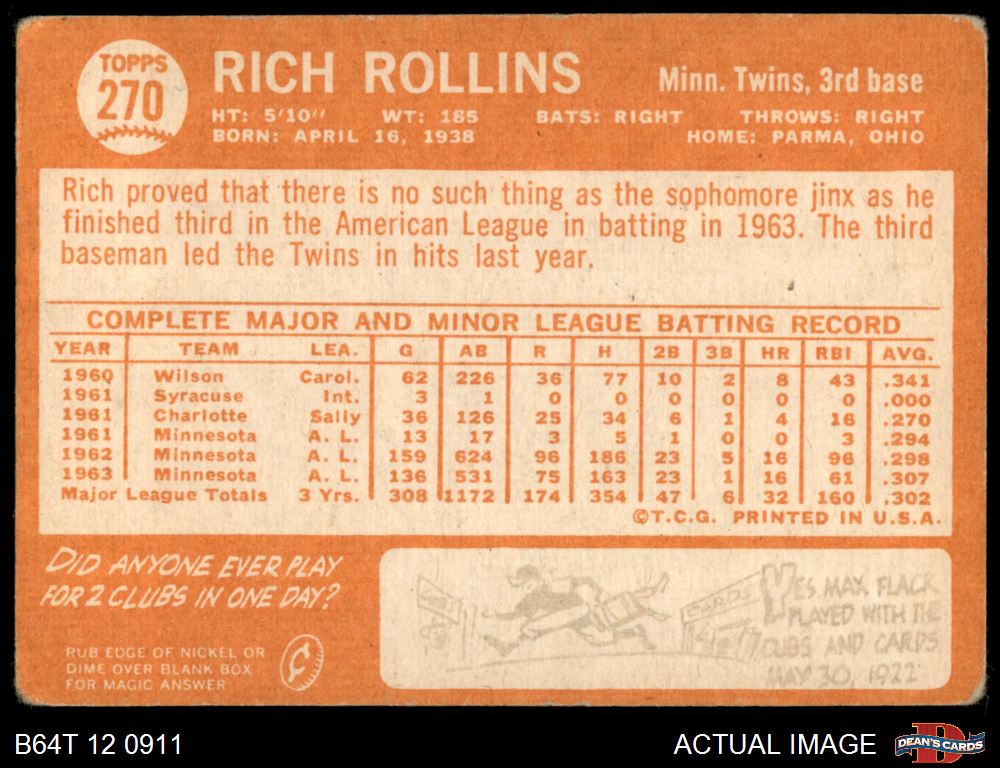 TOPPS
270
RICH ROLLINS
Minn. Twins, 3rd base
HT: 5'10" WT: 185 BATS: RIGHT THROWS: RIGHT
BORN: APRIL 16, 1938 HOME: PARMA, OHIO
Rich proved that there is no such thing as the sophomore jinx as he
finished third in the American League in batting in 1963. The third
baseman led the Twins in hits last year.
COMPLETE MAJOR AND MINOR LEAGUE BATTING RECORD
YEAR TEAM LEA. G AB R H 2B 3B HR RBI AVG.
1960 Wilson Carol. 62 226 36 77 10 2 8 43 .341
1961 Syracuse Int. 3 1 0 0 0 0 0 0 .000
1961 Charlotte Sally 36 126 25 34 6 1 4 16 .270
1961 Minnesota A. L. 13 17 3 5 1 0 0 3 .294
1962 Minnesota A. L. 159 624 96 186 23 5 16 96 .298
1963 Minnesota A. L. 136 531 75 163 23 1 16 61 .307
Major League Totals 3 Yrs. 308 1172 174 354 47 6 32 160 .302
©T.C.G. PRINTED IN U.S.A.
DID ANYONE EVER PLAY
FOR 2 CLUBS IN ONE DAY?
RUB EDGE OF NICKEL OR
DIME OVER BLANK BOX
FOR MAGIC ANSWER
CUBS
CARDS
YES. MAX FLACK
PLAYED WITH THE
CUBS AND CARDS
MAY 30, 1922
B64T 12 0911
ACTUAL IMAGE
D
DEAN'S CARDS